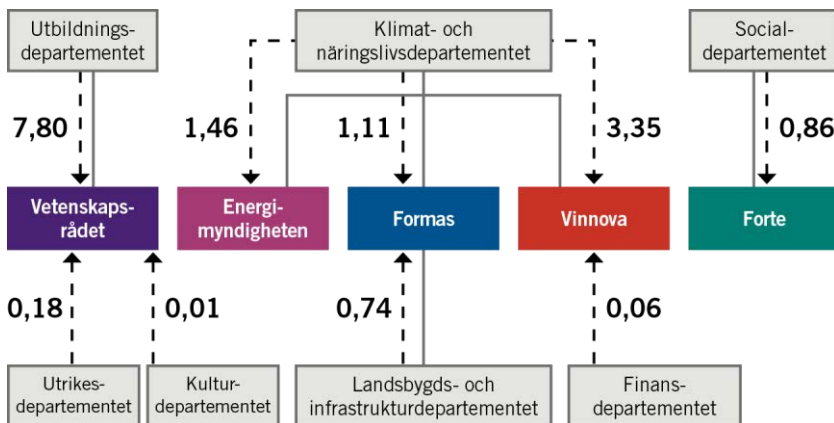 Utbildnings-
departementet
Klimat- och
näringslivsdepartementet
Social-
departementet
7,80
1,46
1,11
3,35
0,86
Vetenskaps-
rådet
Energi-
myndigheten
Formas
Vinnova
Forte
0,18
0,01
0,74
0,06
Utrikes-
departementet
Kultur-
departementet
Landsbygds- och
infrastrukturdepartementet
Finans-
departementet